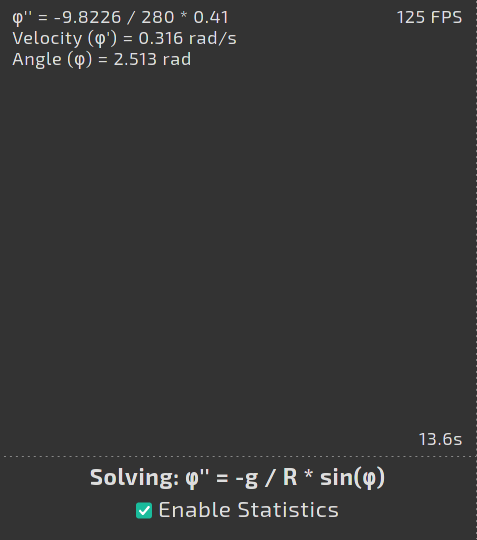 φ'' = -9.8226 / 280 * 0.41
125 FPS
Velocity (φ') = 0.316 rad/s
Angle (φ) = 2.513 rad
13.6s
Solving: φ'' = -g / R * sin(φ)
Enable Statistics